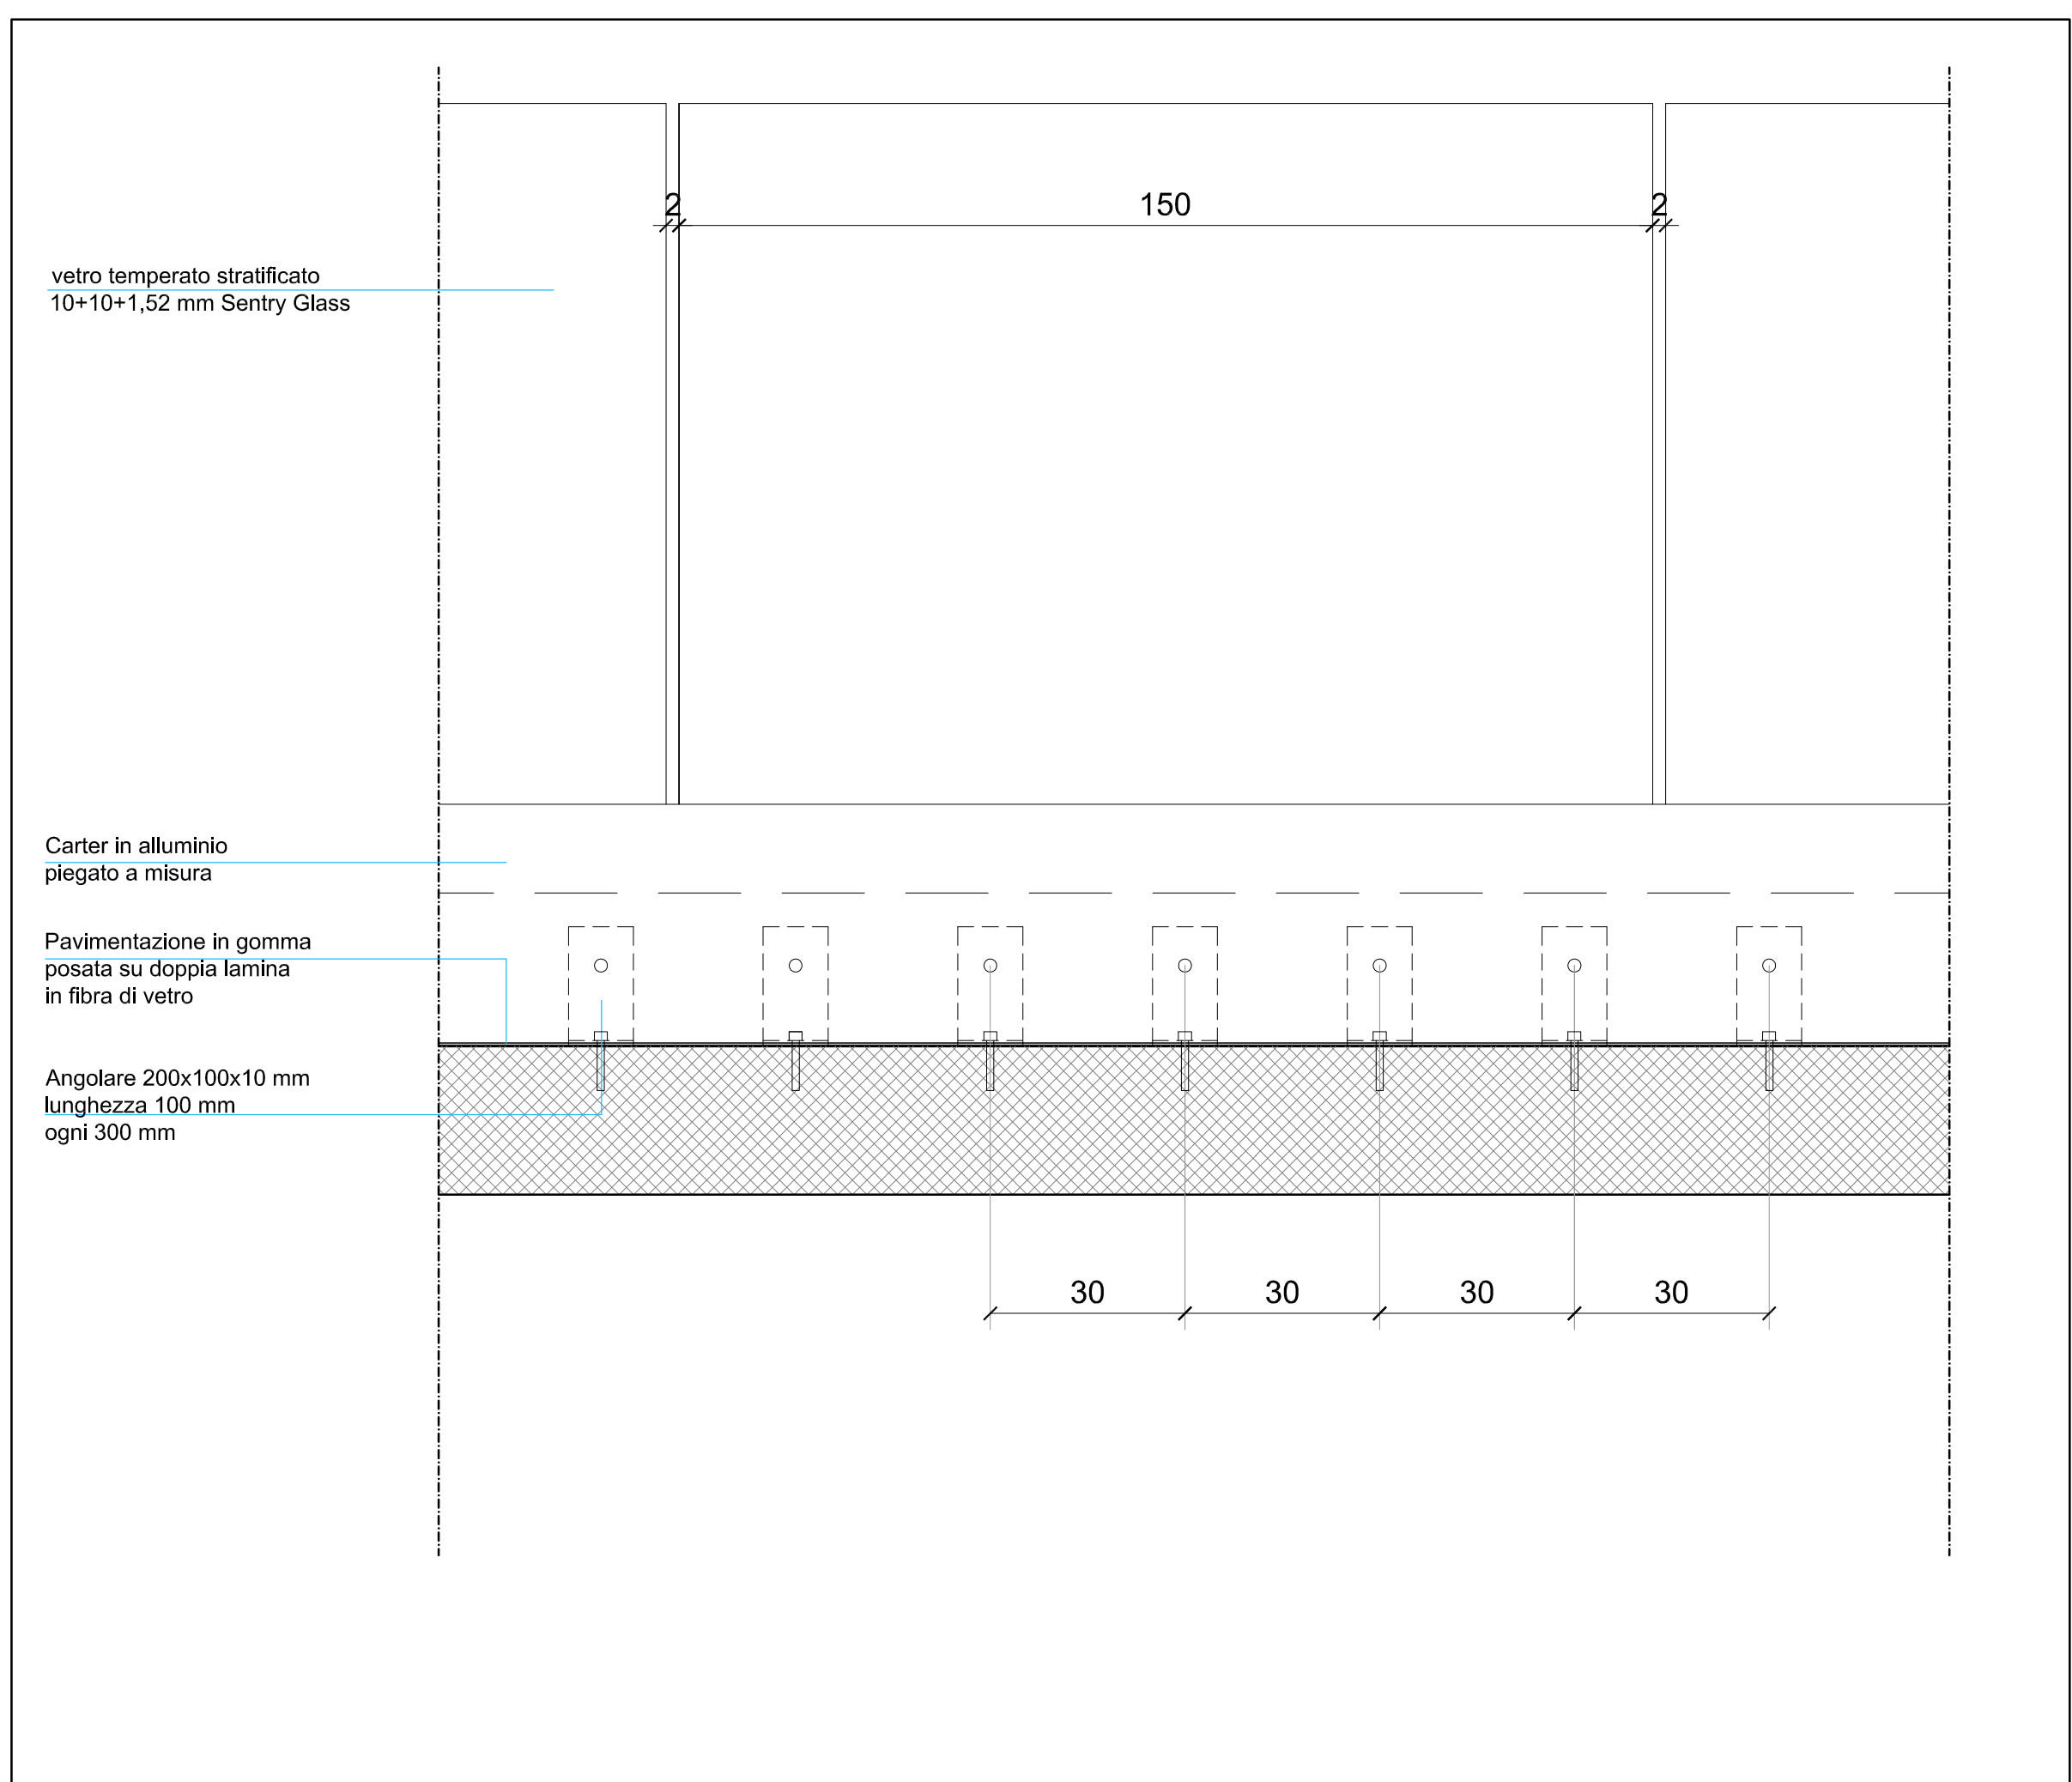 2
150
2
vetro temperato stratificato
10+10+1,52 mm Sentry Glass
Carter in alluminio
piegato a misura
Pavimentazione in gomma
posata su doppia lamina
in fibra di vetro
Angolare 200x100x10 mm
lunghezza 100 mm
ogni 300 mm
30
30
30
30